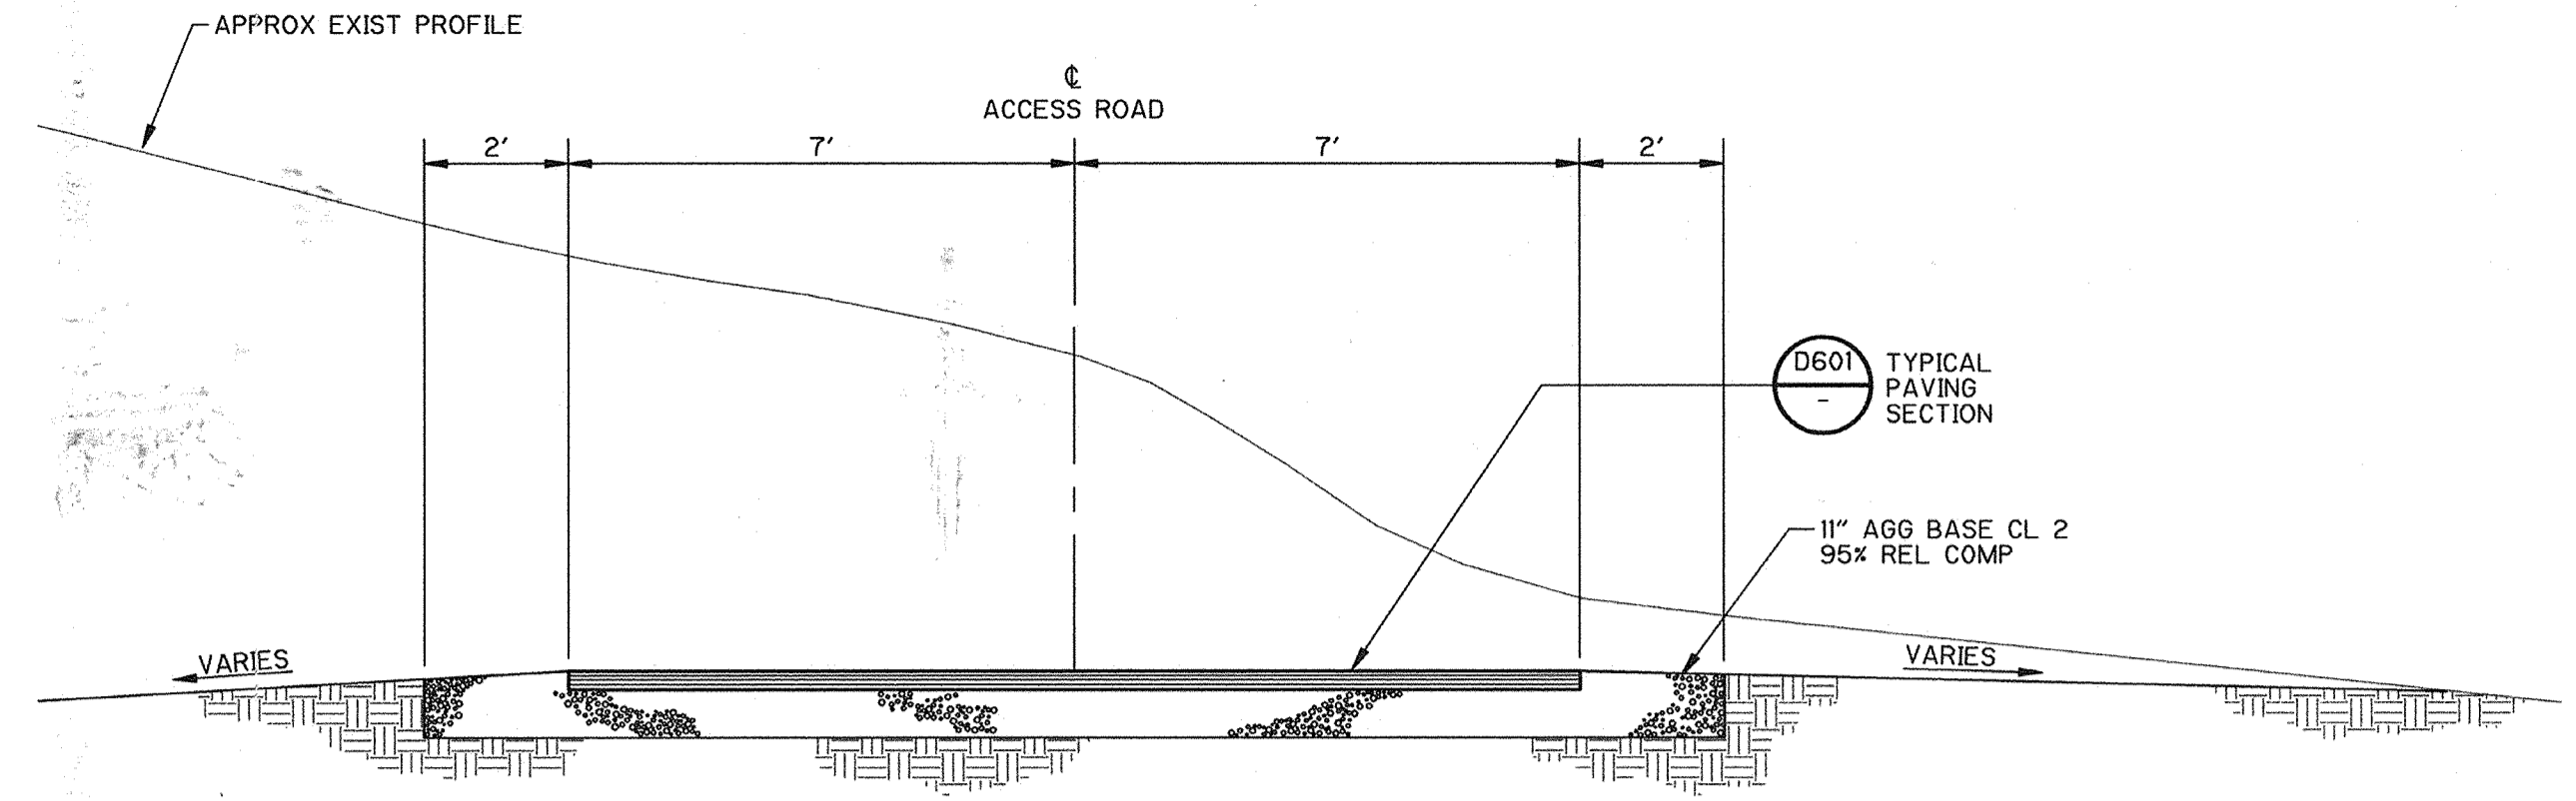 APPROX EXIST PROFILE
℄
ACCESS ROAD
2' 7' 7' 2'
D601
-
TYPICAL
PAVING
SECTION
11" AGG BASE CL 2
95% REL COMP
VARIES
VARIES